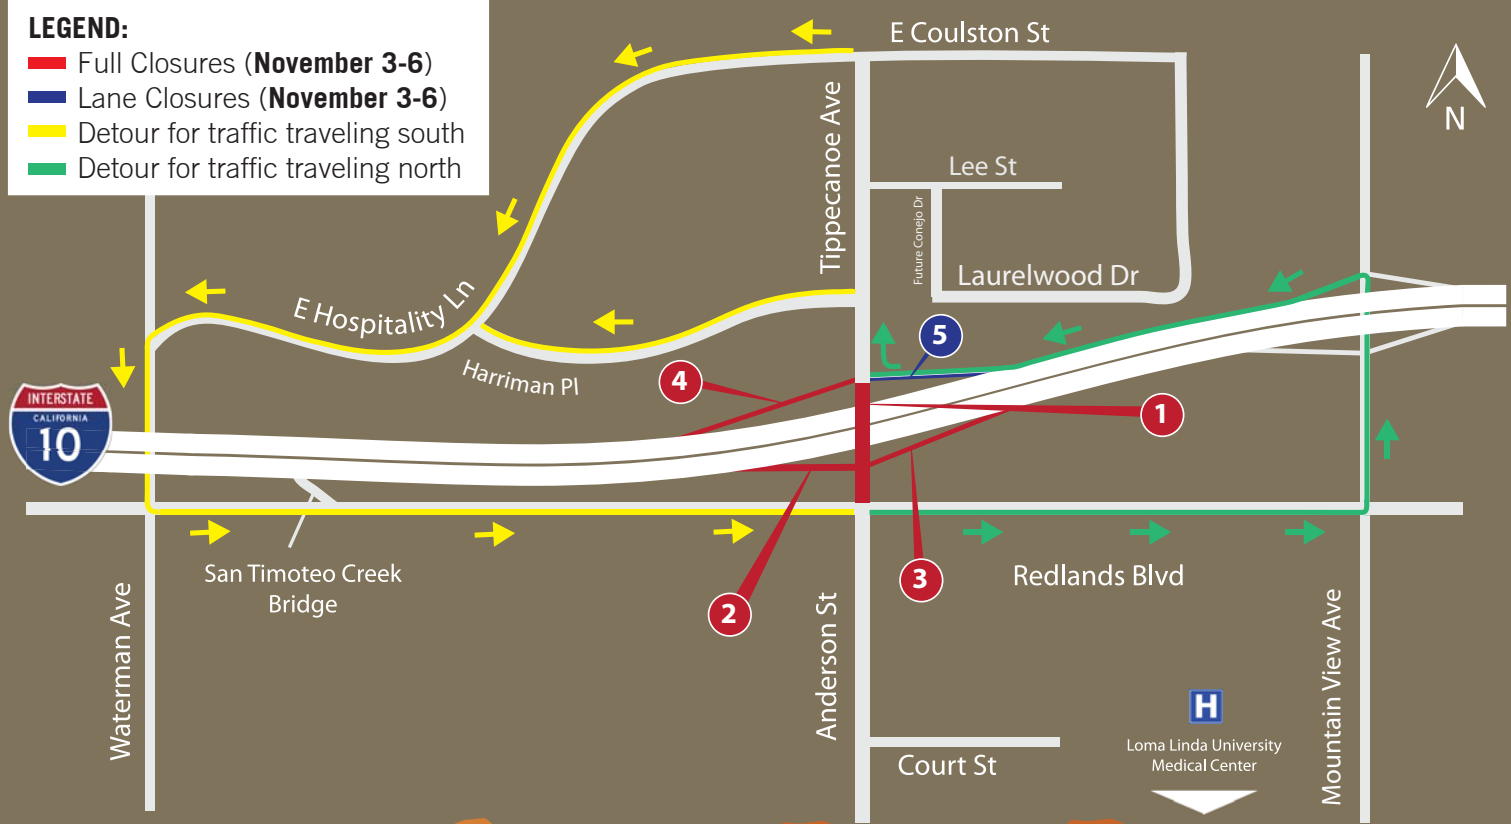 LEGEND:
Full Closures (November 3-6)
Lane Closures (November 3-6)
Detour for traffic traveling south
Detour for traffic traveling north
E Coulston St
N
Tippecanoe Ave
Lee St
Future Conejo Dr
Laurelwood Dr
E Hospitality Ln
Harriman Pl
5
4
1
INTERSTATE
CALIFORNIA
10
San Timoteo Creek
Bridge
2
3
Redlands Blvd
Waterman Ave
Anderson St
Mountain View Ave
H
Loma Linda University
Medical Center
Court St